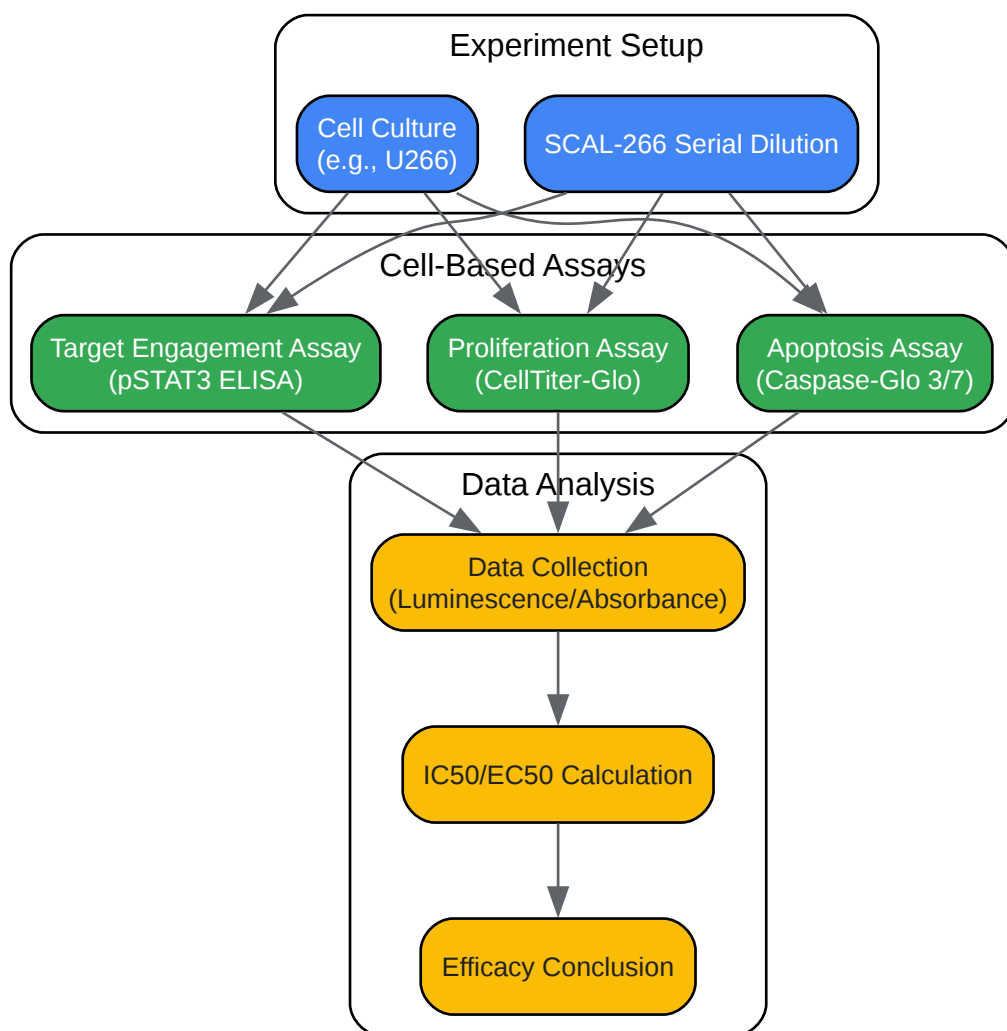 Experiment Setup
Cell Culture
(e.g., U266)
SCAL-266 Serial Dilution
Cell-Based Assays
Target Engagement Assay
(pSTAT3 ELISA)
Proliferation Assay
(CellTiter-Glo)
Apoptosis Assay
(Caspase-Glo 3/7)
Data Analysis
Data Collection
(Luminescence/Absorbance)
IC50/EC50 Calculation
Efficacy Conclusion